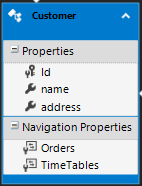 Customer
Properties
Id
name
address
Navigation Properties
Orders
TimeTables